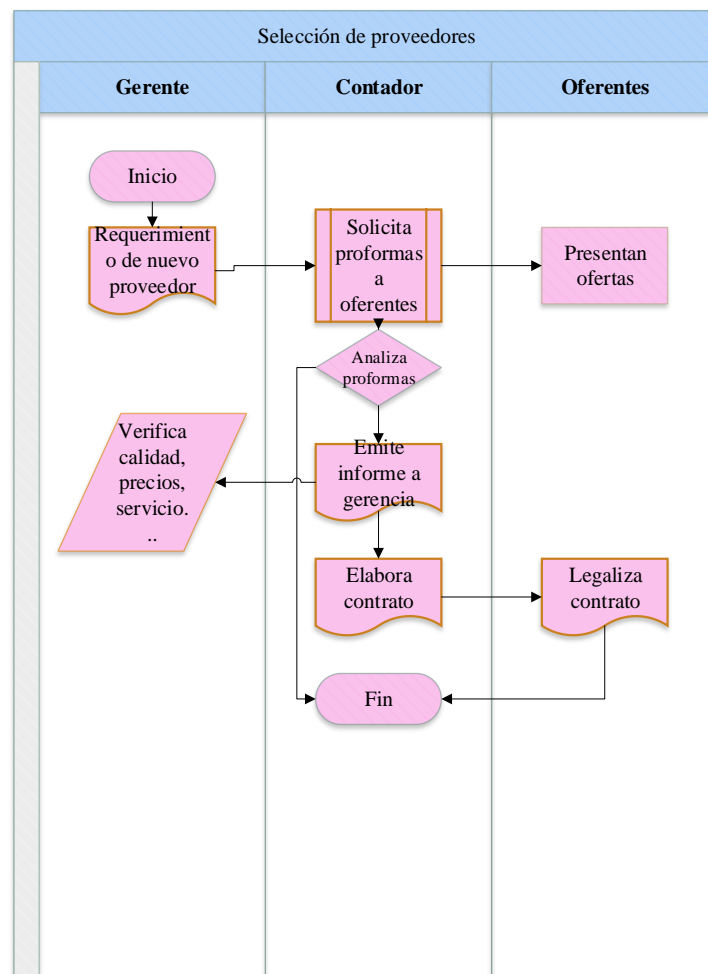 Selección de proveedores
Gerente
Contador
Oferentes
Inicio
Requerimient
o de nuevo
proveedor
Solicita
proformas
a
oferentes
Presentan
ofertas
Analiza
proformas
Verifica
calidad,
precios,
servicio.
..
Emite
informe a
gerencia
Elabora
contrato
Legaliza
contrato
Fin